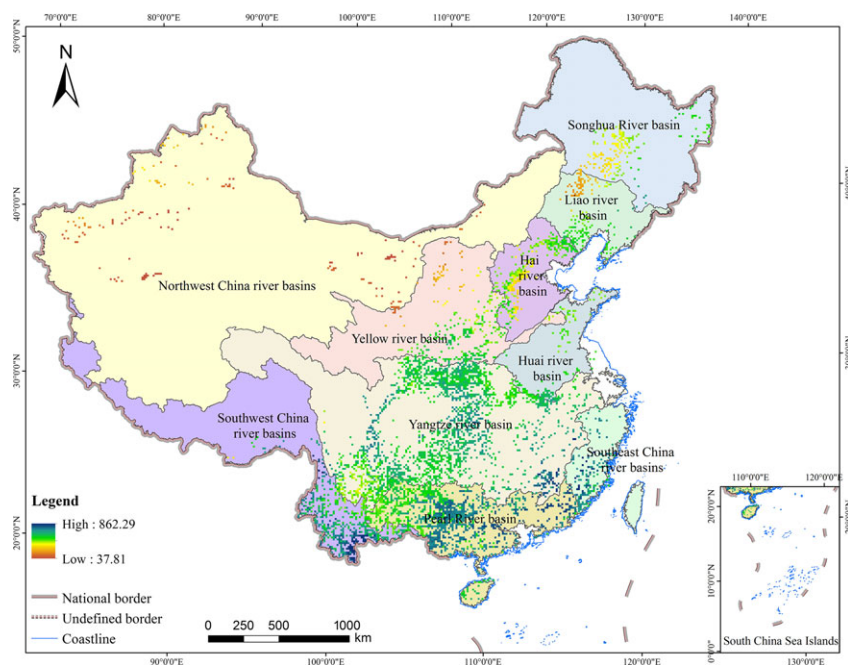 70°0'0"E 80°0'0"E 90°0'0"E 100°0'0"E 110°0'0"E 120°0'0"E 130°0'0"E 140°0'0"E
50°0'0"N
N
Songhua River basin
40°0'0"N
Liao river
basin
Hai
river
basin
Northwest China river basins
Yellow river basin
Huai river
basin
30°0'0"N
Southwest China
river basins
Yangtze river basin
Southeast China
river basins
Legend
High : 862.29
Low : 37.81
Pearl River basin
20°0'0"N
National border
Undefined border
Coastline
0 250 500 1000
km
110°0'0"E 120°0'0"E
20°0'0"N
10°0'0"N
0°0'0"
South China Sea Islands
90°0'0"E 100°0'0"E 110°0'0"E 120°0'0"E 130°0'0"E